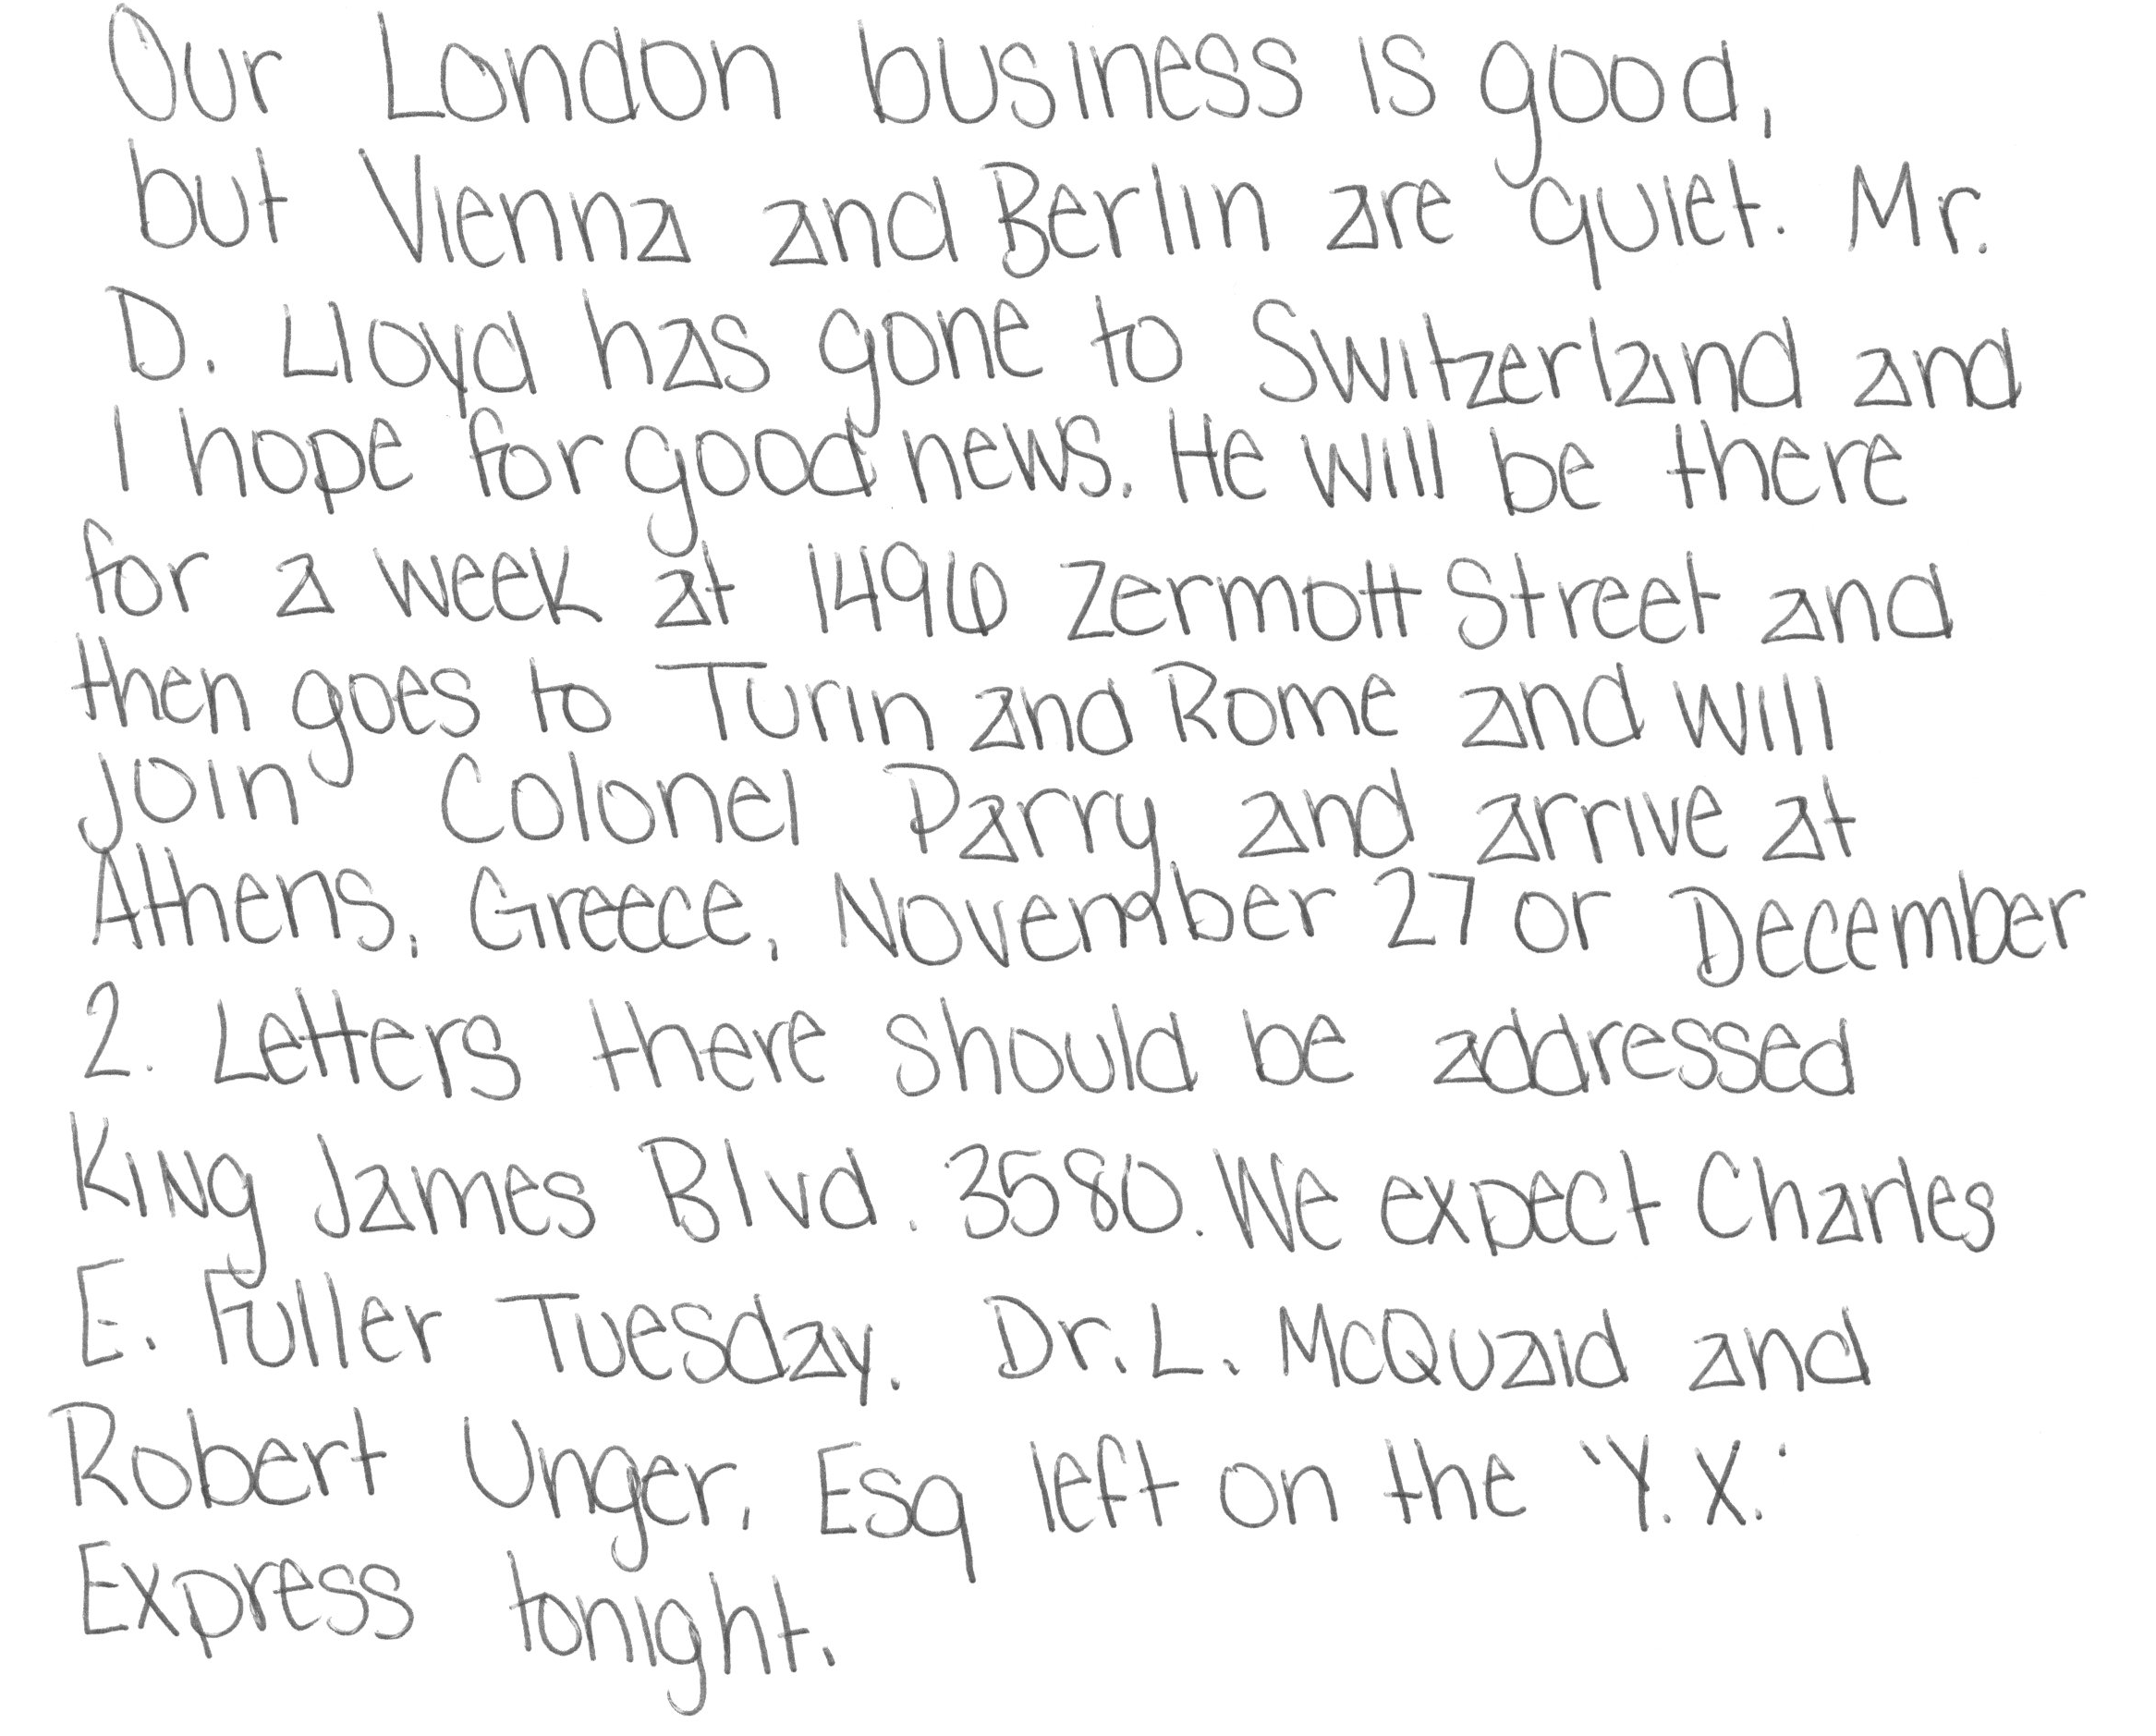 Our London business is good,
but Vienna and Berlin are quiet. Mr.
D. Lloyd has gone to Switzerland and
I hope for good news. He will be there
for a week at 1496 Zermott Street and
then goes to Turin and Rome and will
join Colonel Parry and arrive at
Athens, Greece, November 27 or December
2. Letters there should be addressed
King James Blvd. 3580. We expect Charles
E. Fuller Tuesday. Dr. L. McQuaid and
Robert Unger, Esq left on the 'Y.X.'
Express tonight.